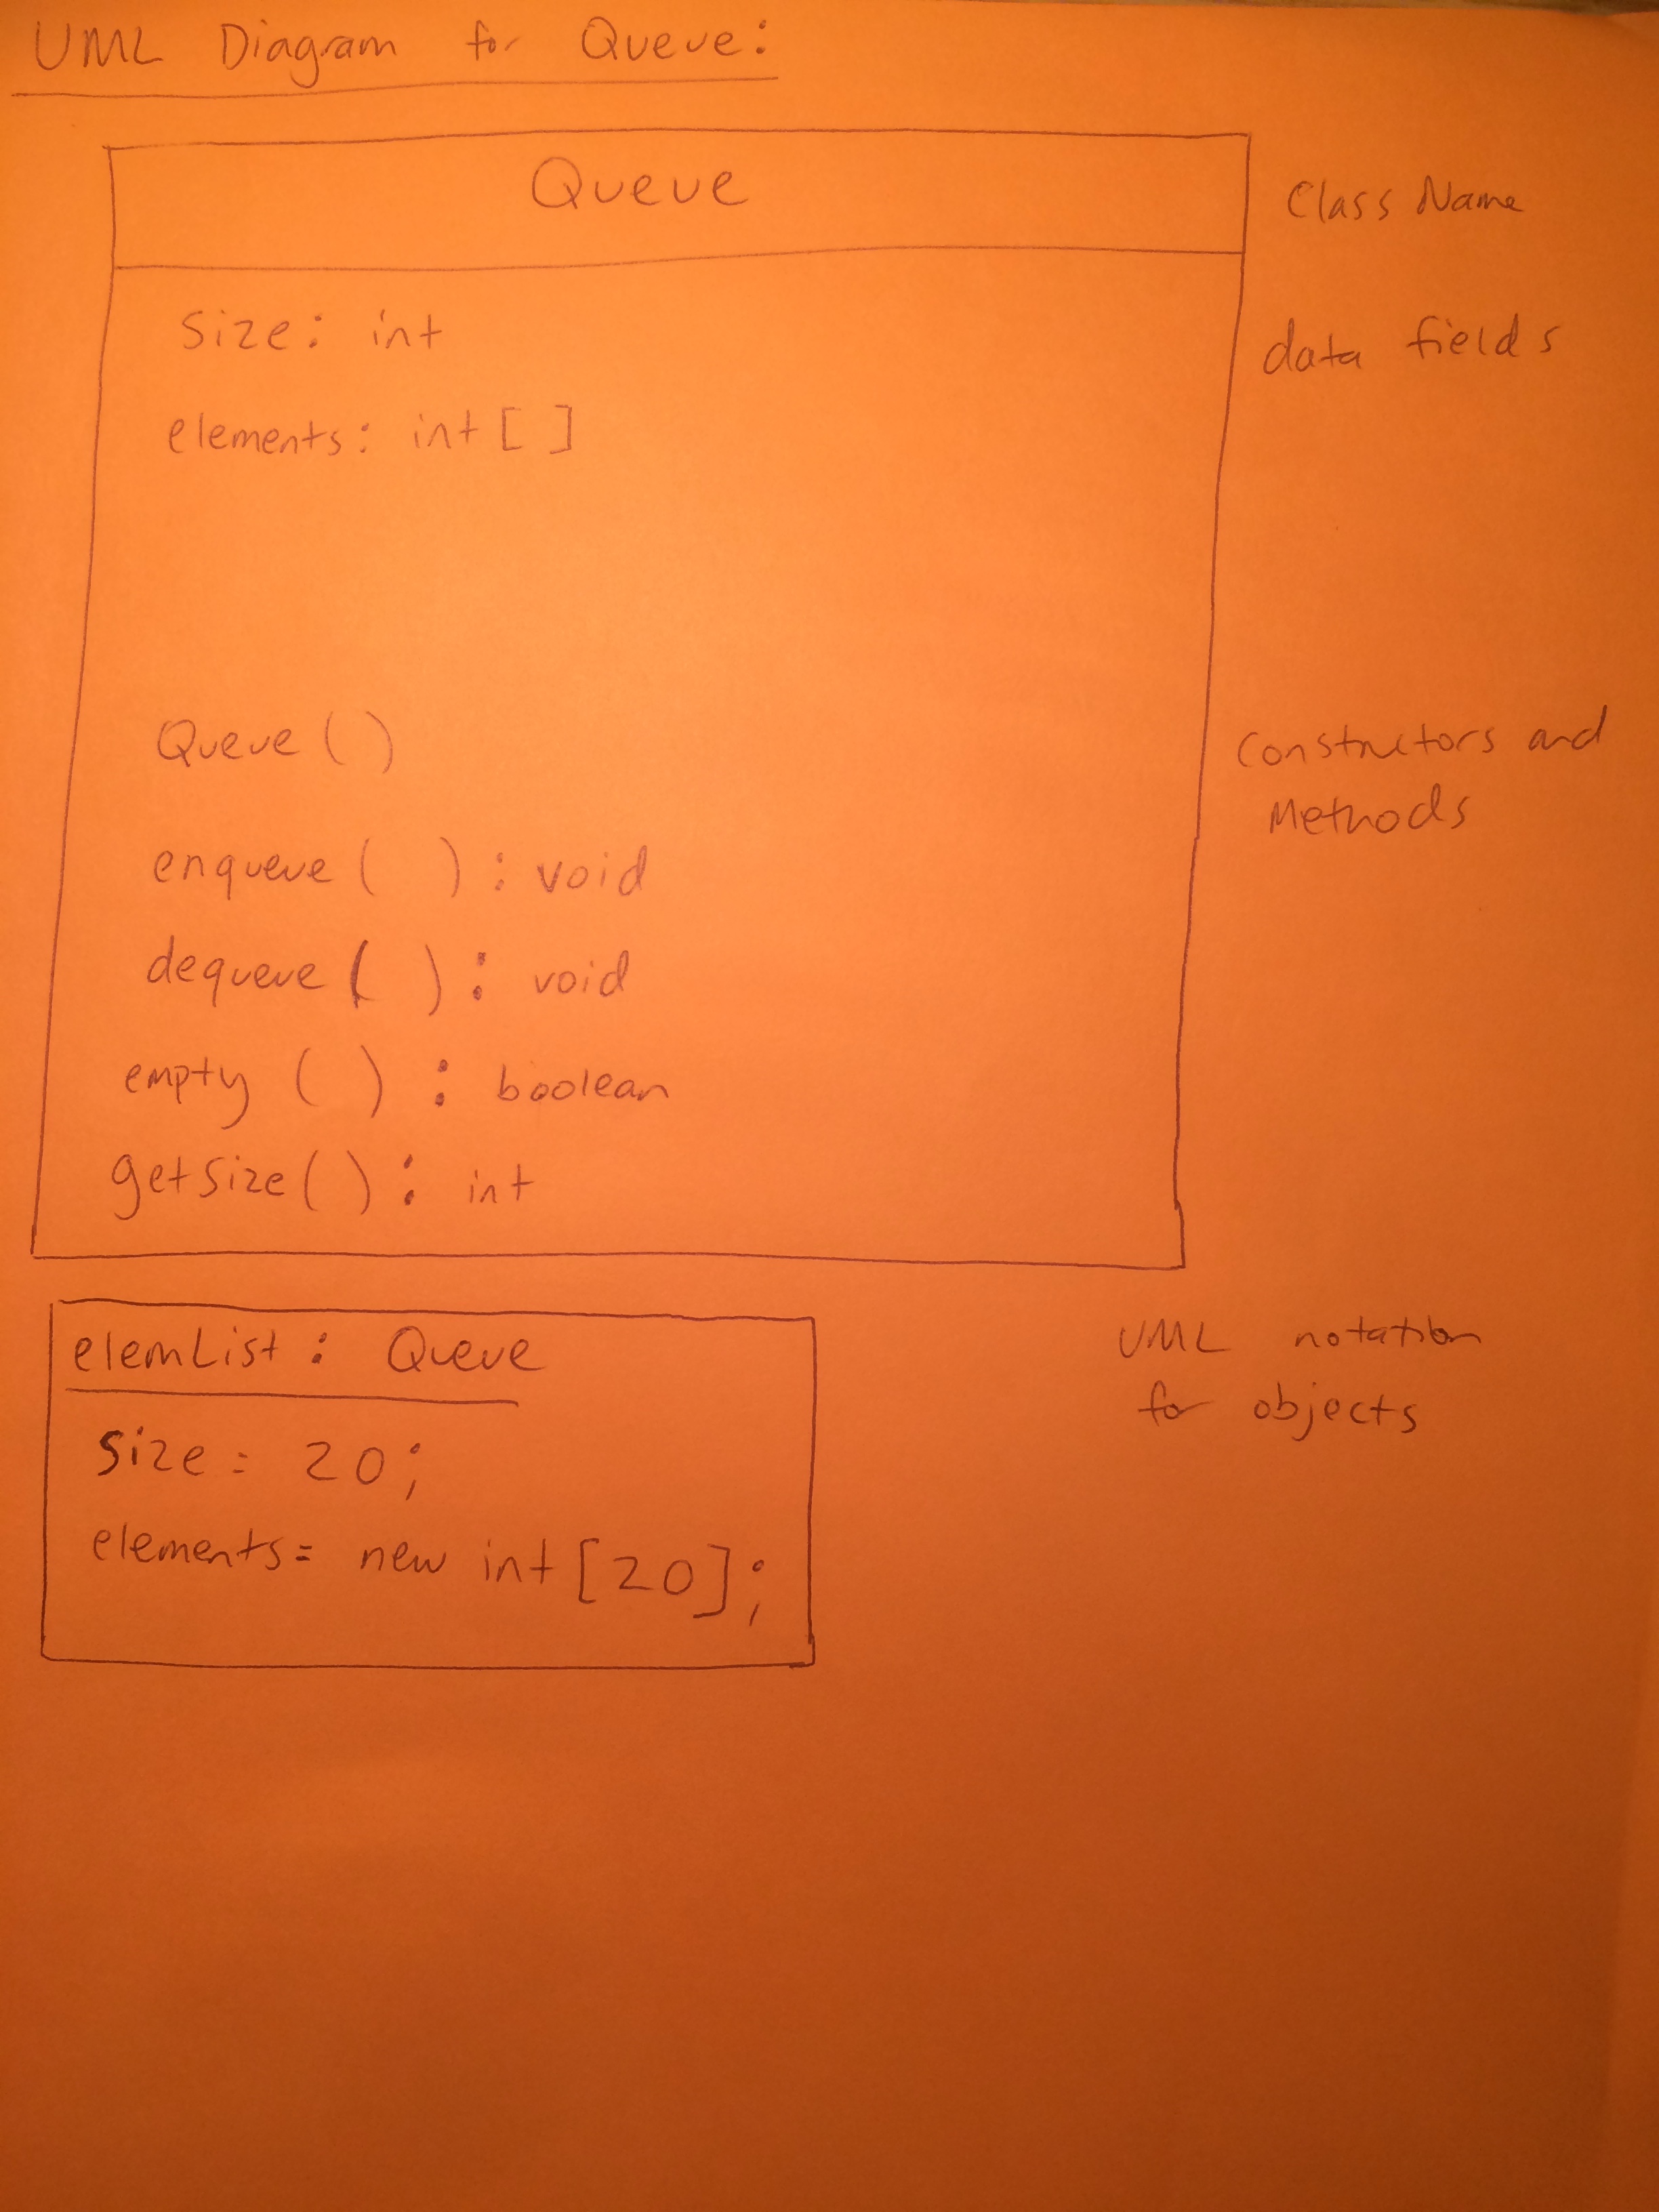 UML Diagram for Queue:
Queue
Class Name
size: int
data fields
elements: int [ ]
Queue ( )
Constructors and
Methods
enqueue ( ) : void
dequeue ( ) : void
empty ( ) : boolean
getSize( ) : int
elemList : Queue
UML notation
for objects
size = 20;
elements = new int [20];